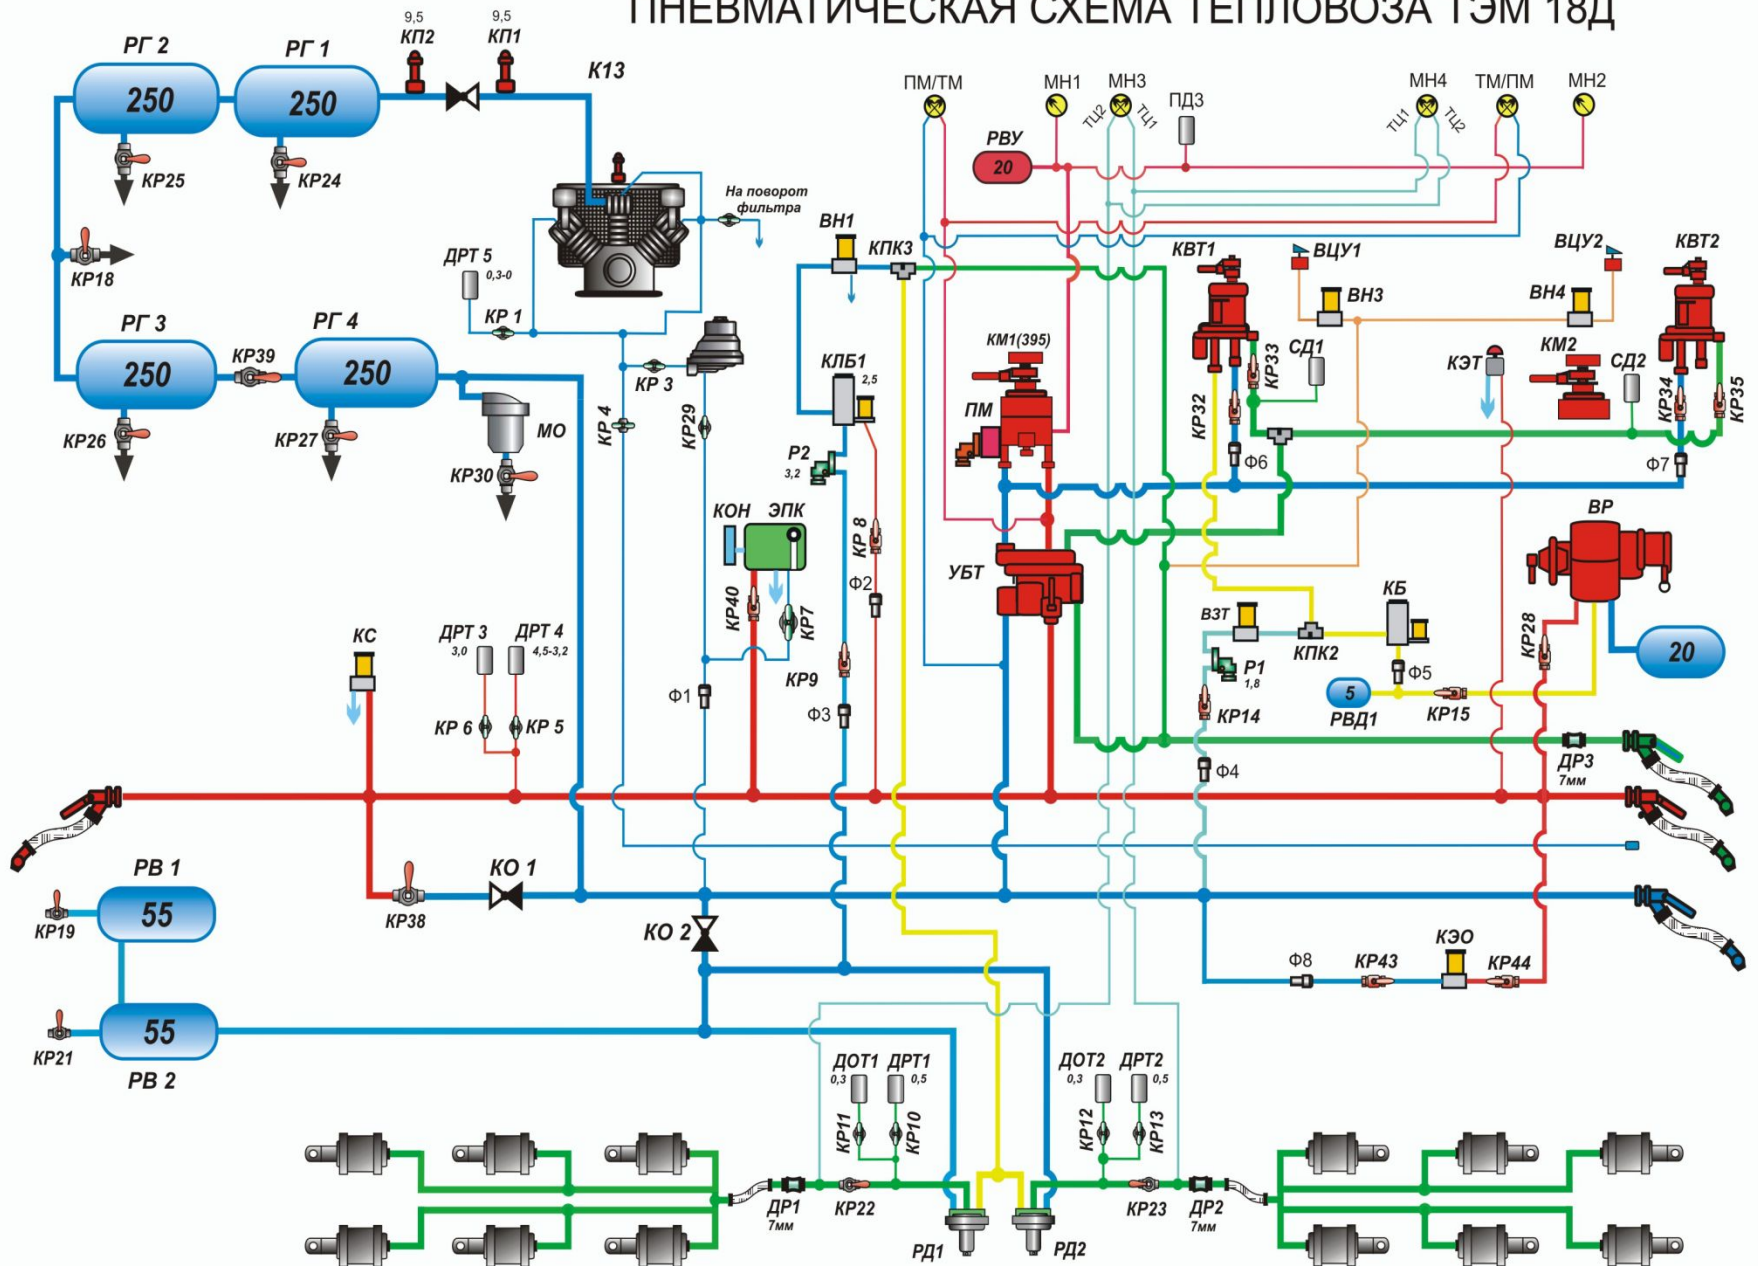 ПНЕВМАТИЧЕСКАЯ СХЕМА ТЕПЛОВОЗА ТЭМ 18Д
9,5
КП2
9,5
КП1
РГ 2
РГ 1
К13
250
250
КР25
КР24
КР18
ПМ/ТМ
МН1
МН3
ПД3
МН4
ТМ/ПМ
МН2
ТЦ2
ТЦ1
ТЦ1
ТЦ2
РВУ
20
На поворот
фильтра
ВН1
КПК3
КВТ1
ВЦУ1
ВЦУ2
КВТ2
ДРТ 5
0,3-0
ВН3
ВН4
КР 1
РГ 3
РГ 4
КР39
250
250
КР26
КР27
МО
КР30
КР 3
КР 4
КР29
КЛБ1
2,5
КМ1(395)
ПМ
КР33
СД1
КЭТ
КМ2
СД2
КР32
КР34
КР35
Р2
3,2
Ф6
Ф7
КОН
ЭПК
КР 8
Ф2
УБТ
ВР
КР40
КР7
КР9
ВЗТ
КПК2
КБ
КР28
20
КС
ДРТ 3
3,0
ДРТ 4
4,5-3,2
Р1
1,8
Ф5
КР 6
КР 5
Ф1
Ф3
КР14
5
РВД1
КР15
Ф4
ДР3
7мм
РВ 1
КО 1
55
КР19
КР38
КО 2
Ф8
КР43
КЭО
КР44
55
КР21
РВ 2
ДОТ1
0,3
ДРТ1
0,5
ДОТ2
0,3
ДРТ2
0,5
КР11
КР10
КР12
КР13
ДР1
7мм
КР22
РД1
РД2
КР23
ДР2
7мм